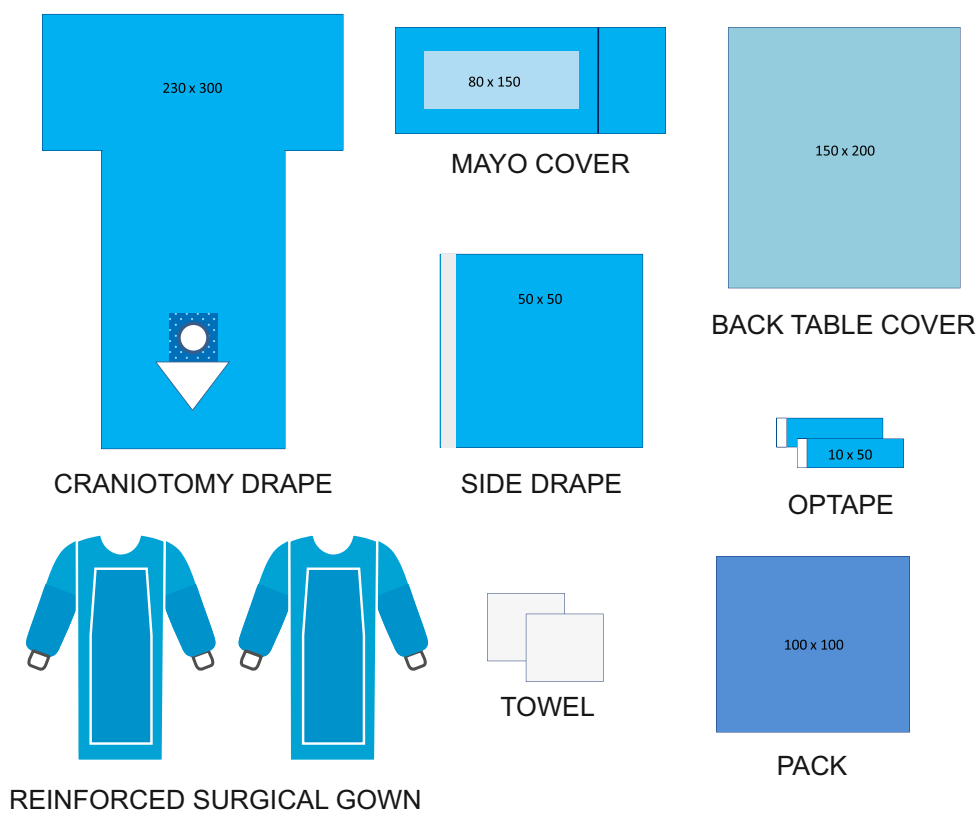 230 x 300
CRANIOTOMY DRAPE
80 x 150
MAYO COVER
150 x 200
BACK TABLE COVER
50 x 50
SIDE DRAPE
10 x 50
OPTAPE
REINFORCED SURGICAL GOWN
TOWEL
100 x 100
PACK